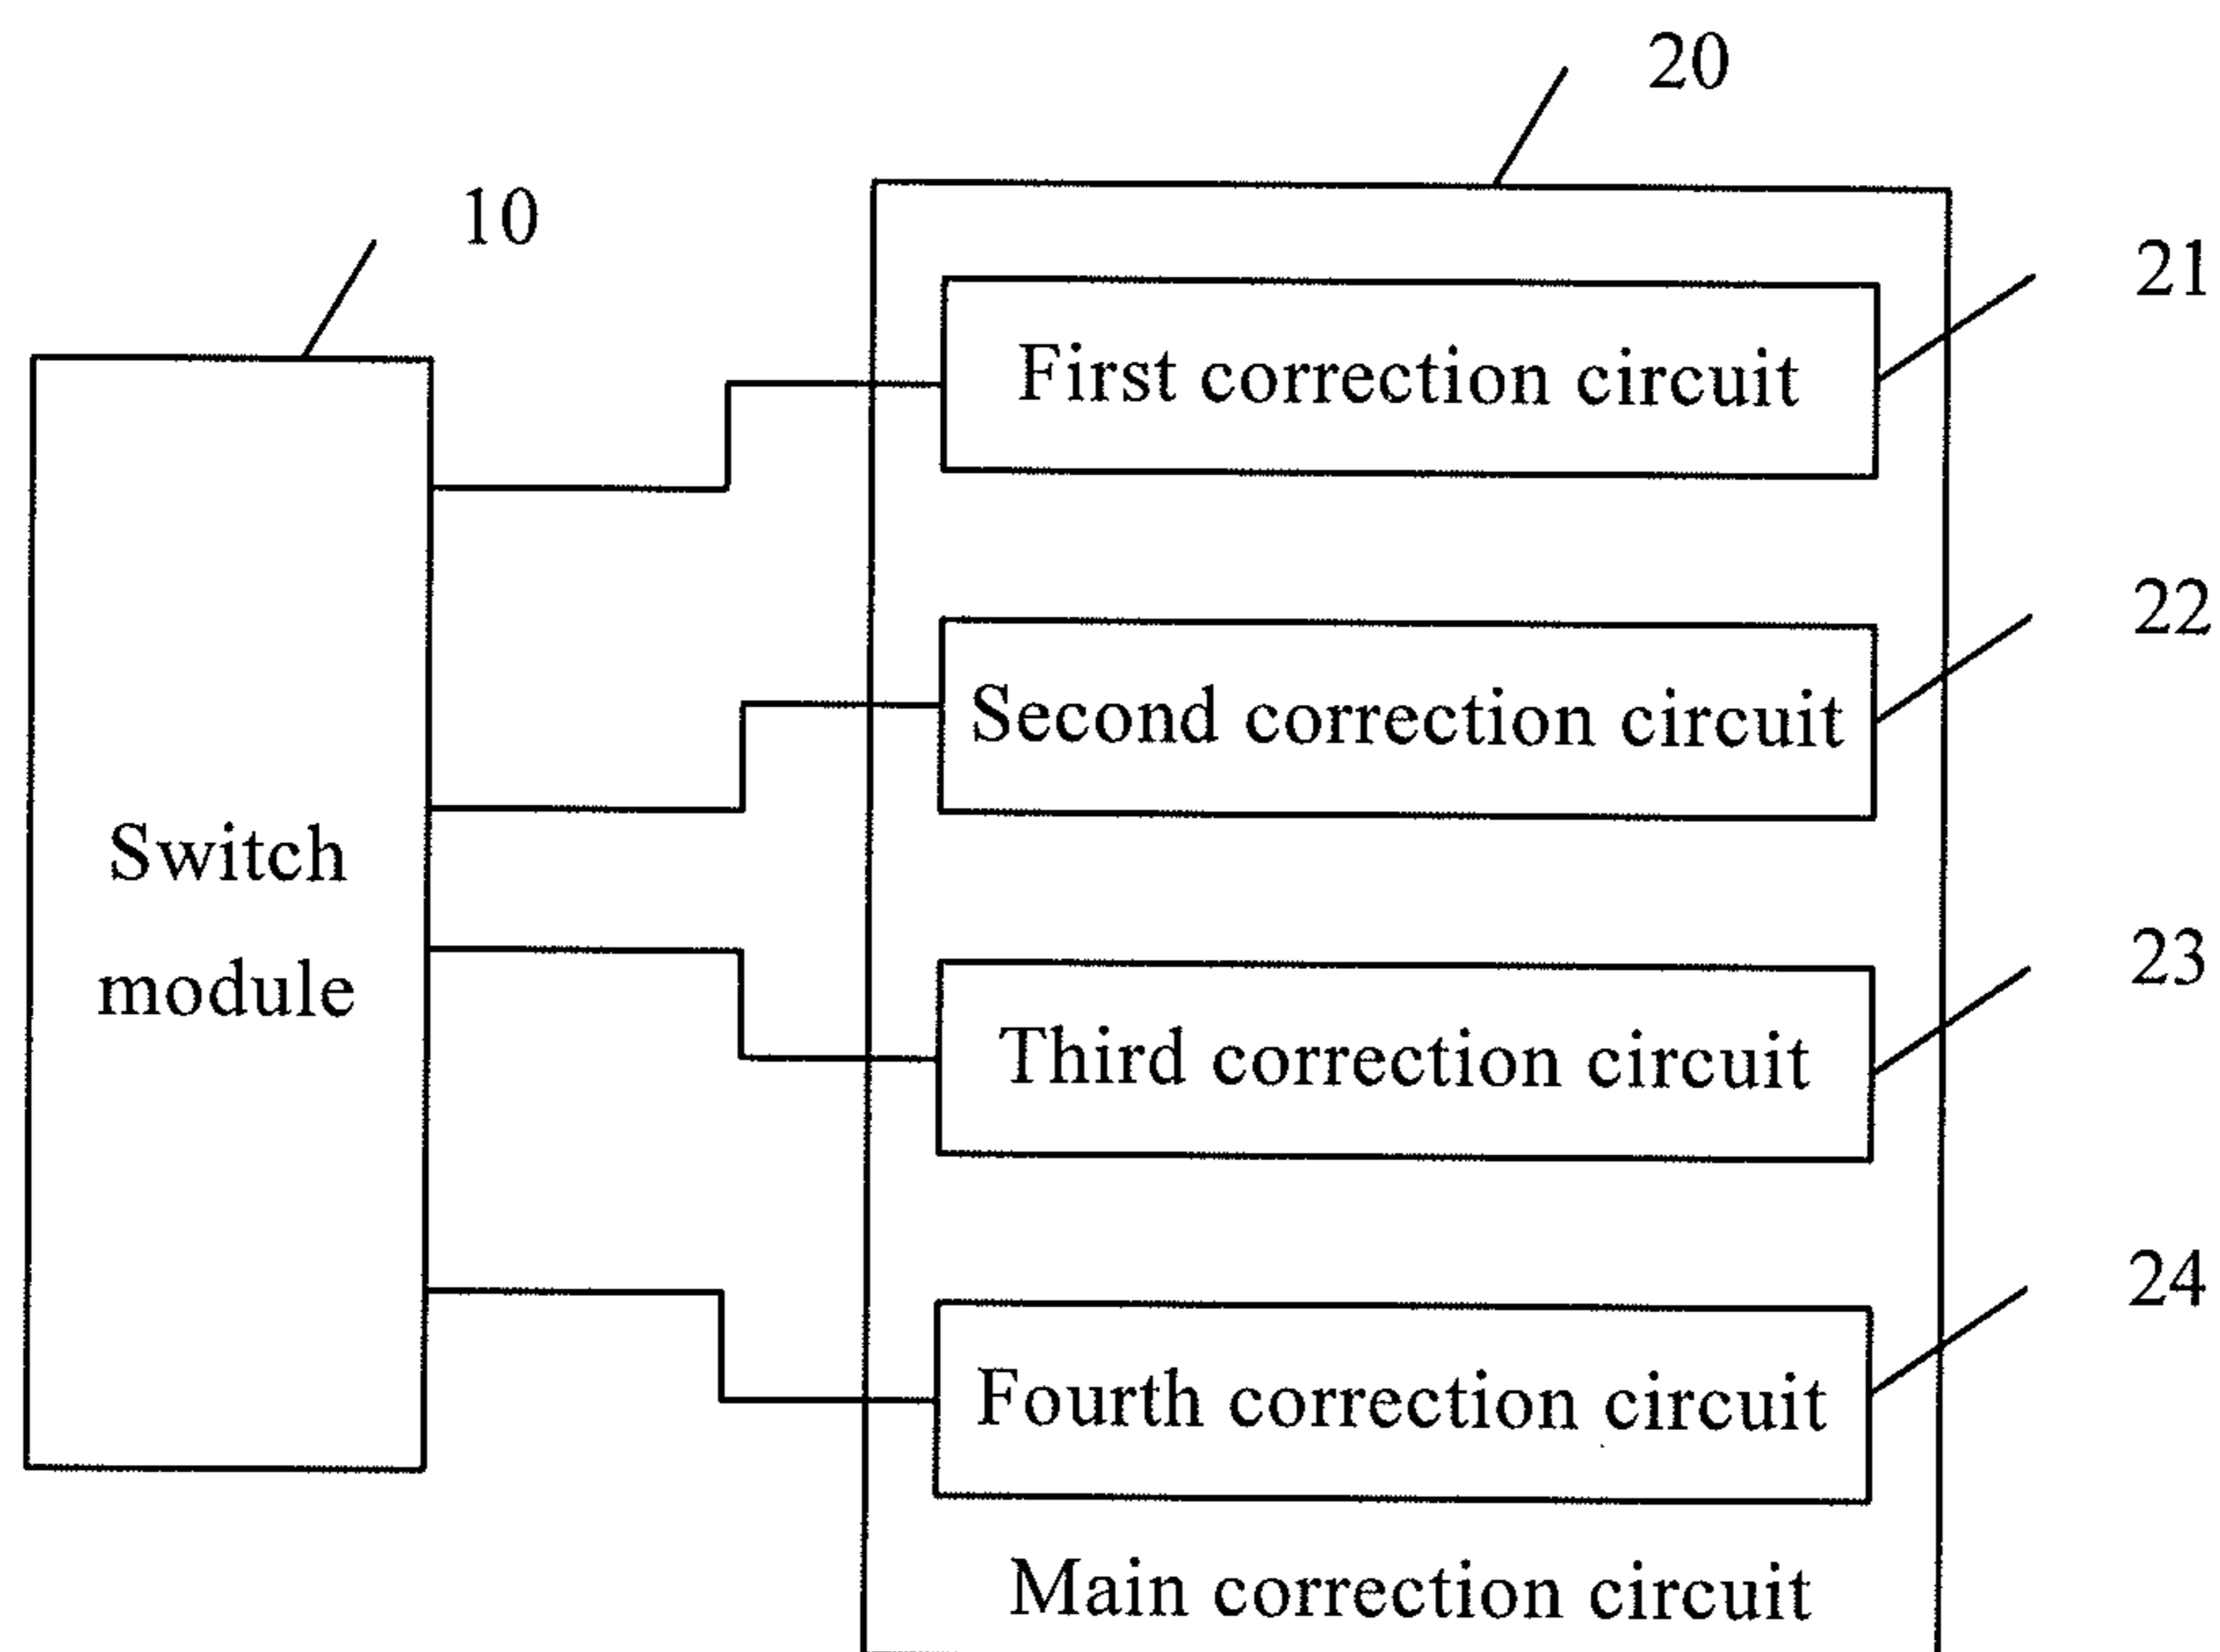 20
10
21
First correction circuit
22
Second correction circuit
Switch
module
23
Third correction circuit
24
Fourth correction circuit
Main correction circuit